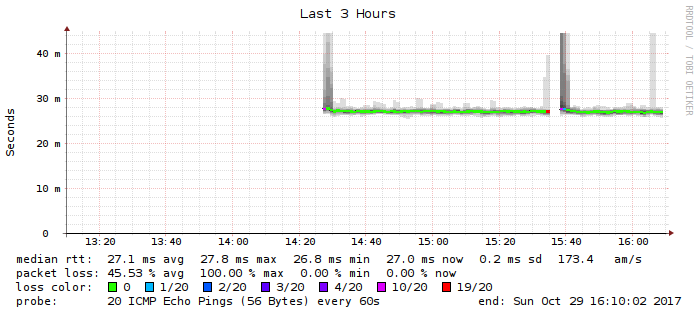 Last 3 Hours
RRDTOOL / TOBI OETIKER
Seconds
40 m
30 m
20 m
10 m
0
13:20 13:40 14:00 14:20 14:40 15:00 15:20 15:40 16:00
median rtt: 27.1 ms avg 27.8 ms max 26.8 ms min 27.0 ms now 0.2 ms sd 173.4 am/s
packet loss: 45.53 % avg 100.00 % max 0.00 % min 0.00 % now
loss color: 0 1/20 2/20 3/20 4/20 10/20 19/20
probe: 20 ICMP Echo Pings (56 Bytes) every 60s end: Sun Oct 29 16:10:02 2017